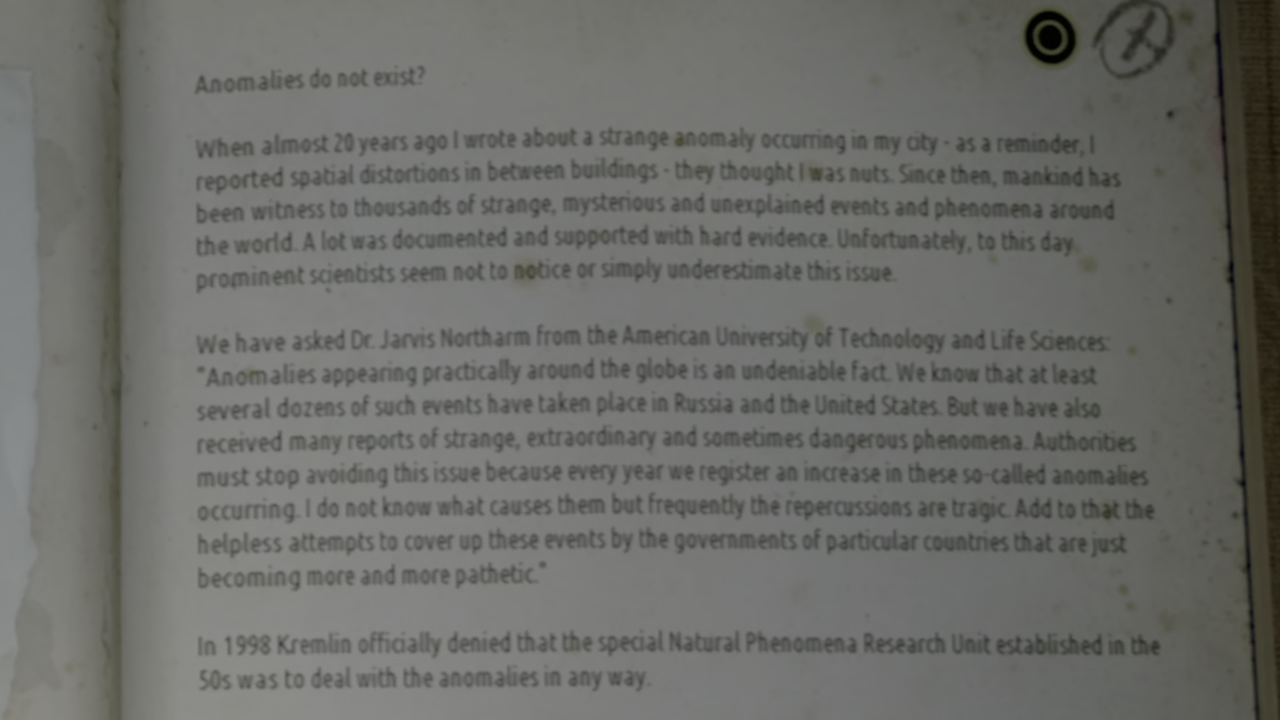 Anomalies do not exist?
When almost 20 years ago I wrote about a strange anomaly occurring in my city - as a reminder, I
reported spatial distortions in between buildings - they thought I was nuts. Since then, mankind has
been witness to thousands of strange, mysterious and unexplained events and phenomena around
the world. A lot was documented and supported with hard evidence. Unfortunately, to this day
prominent scientists seem not to notice or simply underestimate this issue.
We have asked Dr. Jarvis Northarm from the American University of Technology and Life Sciences:
"Anomalies appearing practically around the globe is an undeniable fact. We know that at least
several dozens of such events have taken place in Russia and the United States. But we have also
received many reports of strange, extraordinary and sometimes dangerous phenomena. Authorities
must stop avoiding this issue because every year we register an increase in these so-called anomalies
occurring. I do not know what causes them but frequently the repercussions are tragic. Add to that the
helpless attempts to cover up these events by the governments of particular countries that are just
becoming more and more pathetic."
In 1998 Kremlin officially denied that the special Natural Phenomena Research Unit established in the
50s was to deal with the anomalies in any way.